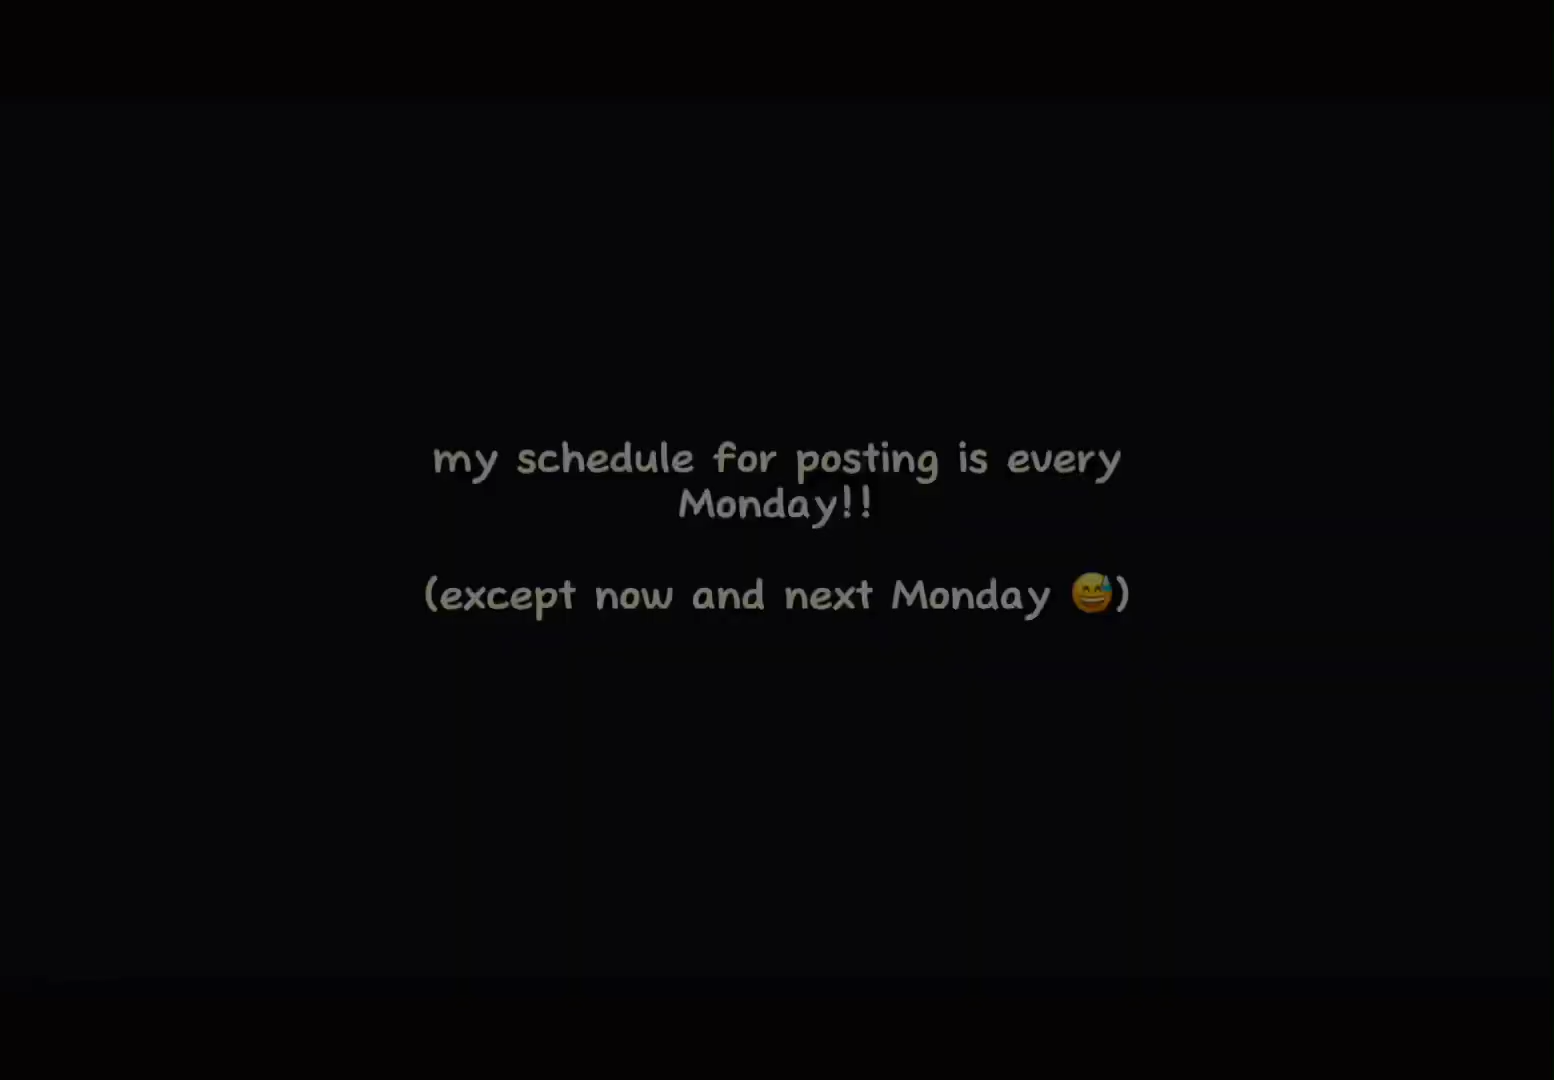 my schedule for posting is every
Monday!!
(except now and next Monday 😅)